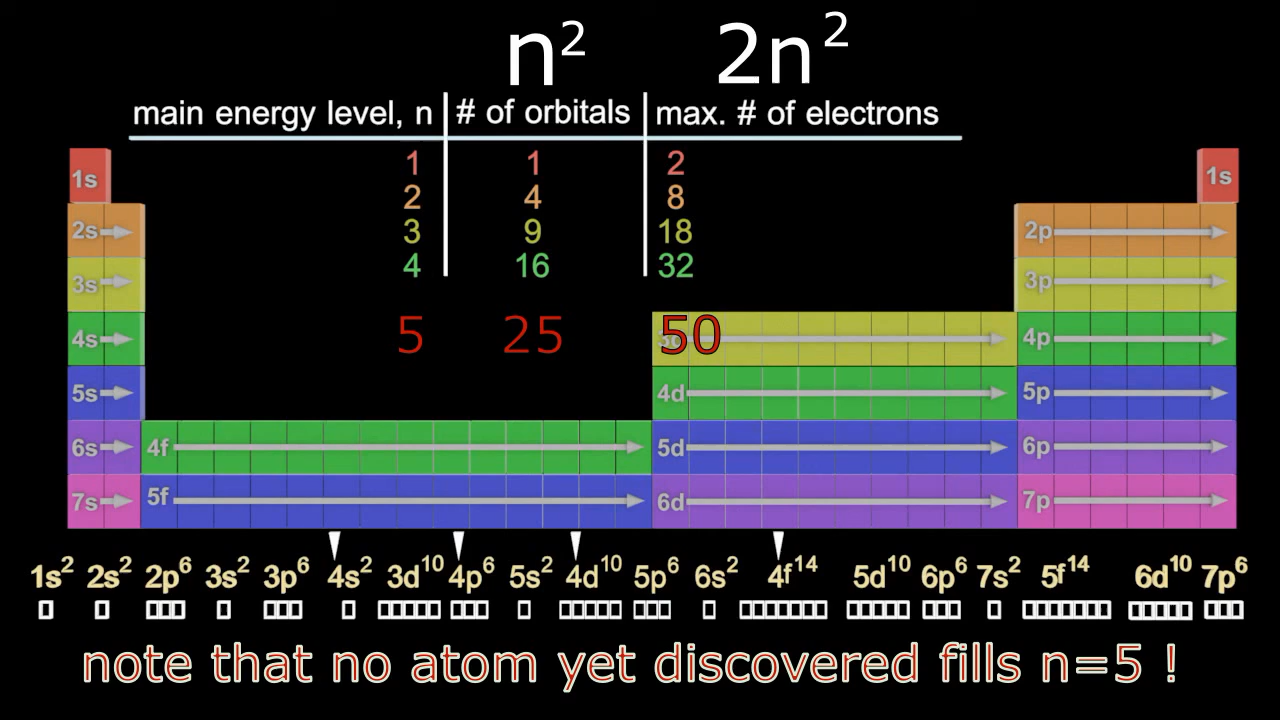 n² 2n²
main energy level, n # of orbitals max. # of electrons
1 1 2
2 4 8
3 9 18
4 16 32
5 25 50
1s 1s
2s 2p
3s 3p
4s 4p
5s 4d 5p
6s 4f 5d 6p
7s 5f 6d 7p
1s² 2s² 2p⁶ 3s² 3p⁶ 4s² 3d¹⁰ 4p⁶ 5s² 4d¹⁰ 5p⁶ 6s² 4f¹⁴ 5d¹⁰ 6p⁶ 7s² 5f¹⁴ 6d¹⁰ 7p⁶
note that no atom yet discovered fills n=5 !